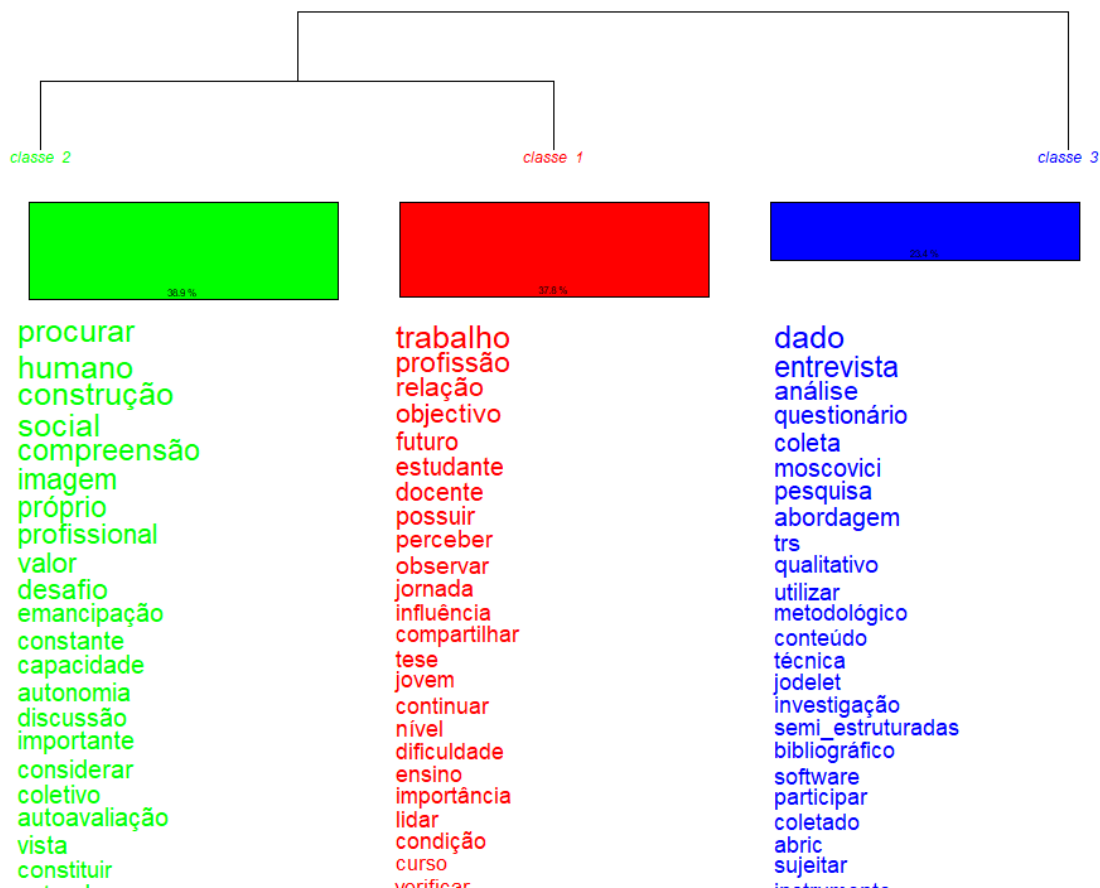 classe 2
classe 1
classe 3
38.9 %
37.8 %
procurar
humano
construção
social
compreensão
imagem
próprio
profissional
valor
desafio
emancipação
constante
capacidade
autonomia
discussão
importante
considerar
coletivo
autoavaliação
vista
constituir
trabalho
profissão
relação
objectivo
futuro
estudante
docente
possuir
perceber
observar
jornada
influência
compartilhar
tese
jovem
continuar
nível
dificuldade
ensino
importância
lidar
condição
curso
verificar
dado
entrevista
análise
questionário
coleta
moscovici
pesquisa
abordagem
trs
qualitativo
utilizar
metodológico
conteúdo
técnica
jodelet
investigação
semi_estruturadas
bibliográfico
software
participar
coletado
abric
sujeitar
instrumento